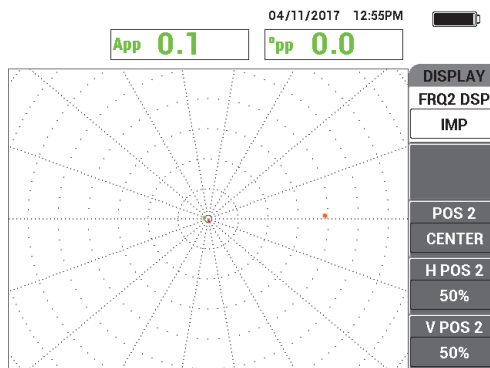 04/11/2017 12:55PM
App 0.1
°pp 0.0
DISPLAY
FRQ2 DSP
IMP
POS 2
CENTER
H POS 2
50%
V POS 2
50%